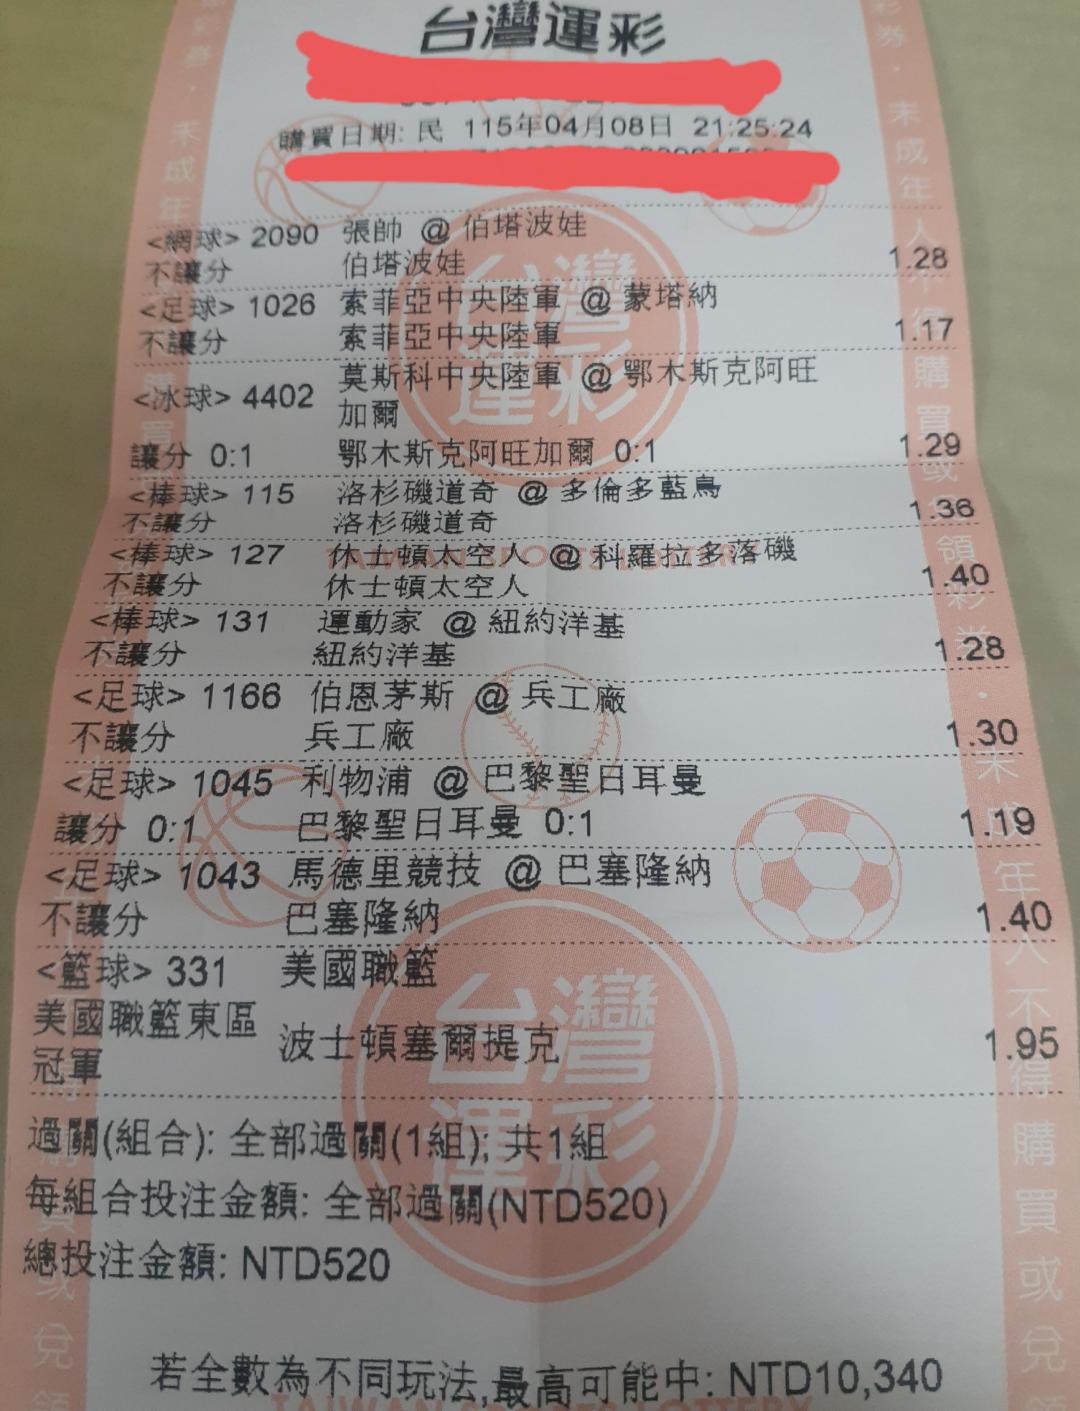 台灣運彩
購買日期: 民 115年04月08日 21:25:24
<網球> 2090 張帥 @ 伯塔波娃
不讓分 伯塔波娃 1.28
<足球> 1026 索菲亞中央陸軍 @ 蒙塔納
不讓分 索菲亞中央陸軍 1.17
<冰球> 4402 莫斯科中央陸軍 @ 鄂木斯克阿旺
加爾
讓分 0:1 鄂木斯克阿旺加爾 0:1 1.29
<棒球> 115 洛杉磯道奇 @ 多倫多藍鳥
不讓分 洛杉磯道奇 1.36
<棒球> 127 休士頓太空人 @ 科羅拉多落磯
不讓分 休士頓太空人 1.40
<棒球> 131 運動家 @ 紐約洋基
不讓分 紐約洋基 1.28
<足球> 1166 伯恩茅斯 @ 兵工廠
不讓分 兵工廠 1.30
<足球> 1045 利物浦 @ 巴黎聖日耳曼
讓分 0:1 巴黎聖日耳曼 0:1 1.19
<足球> 1043 馬德里競技 @ 巴塞隆納
不讓分 巴塞隆納 1.40
<籃球> 331 美國職籃
美國職籃東區
冠軍 波士頓塞爾提克 1.95
過關(組合): 全部過關(1組); 共1組
每組合投注金額: 全部過關(NTD520)
總投注金額: NTD520
若全數為不同玩法,最高可能中: NTD10,340
台灣運彩
TAIWAN SPORTS LOTTERY
台灣運彩
TAIWAN SPORTS LOTTERY